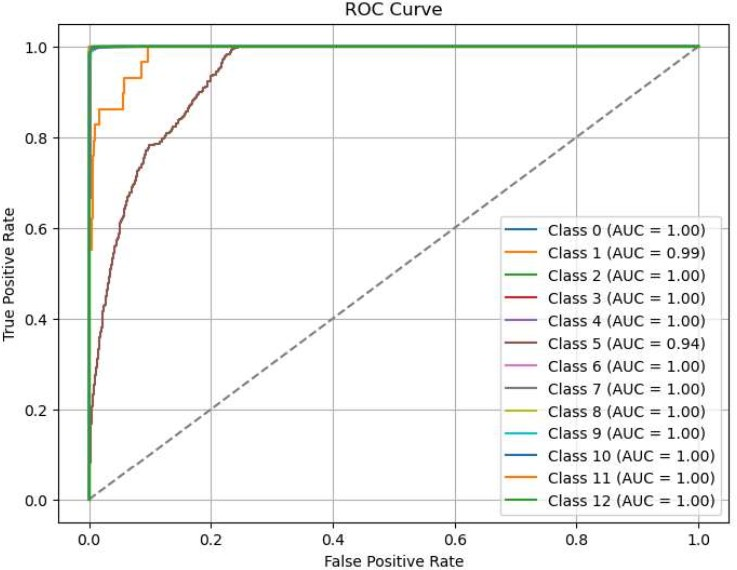 ROC Curve
1.0
0.8
0.6
0.4
0.2
0.0
True Positive Rate
Class 0 (AUC = 1.00)
Class 1 (AUC = 0.99)
Class 2 (AUC = 1.00)
Class 3 (AUC = 1.00)
Class 4 (AUC = 1.00)
Class 5 (AUC = 0.94)
Class 6 (AUC = 1.00)
Class 7 (AUC = 1.00)
Class 8 (AUC = 1.00)
Class 9 (AUC = 1.00)
Class 10 (AUC = 1.00)
Class 11 (AUC = 1.00)
Class 12 (AUC = 1.00)
0.0 0.2 0.4 0.6 0.8 1.0
False Positive Rate